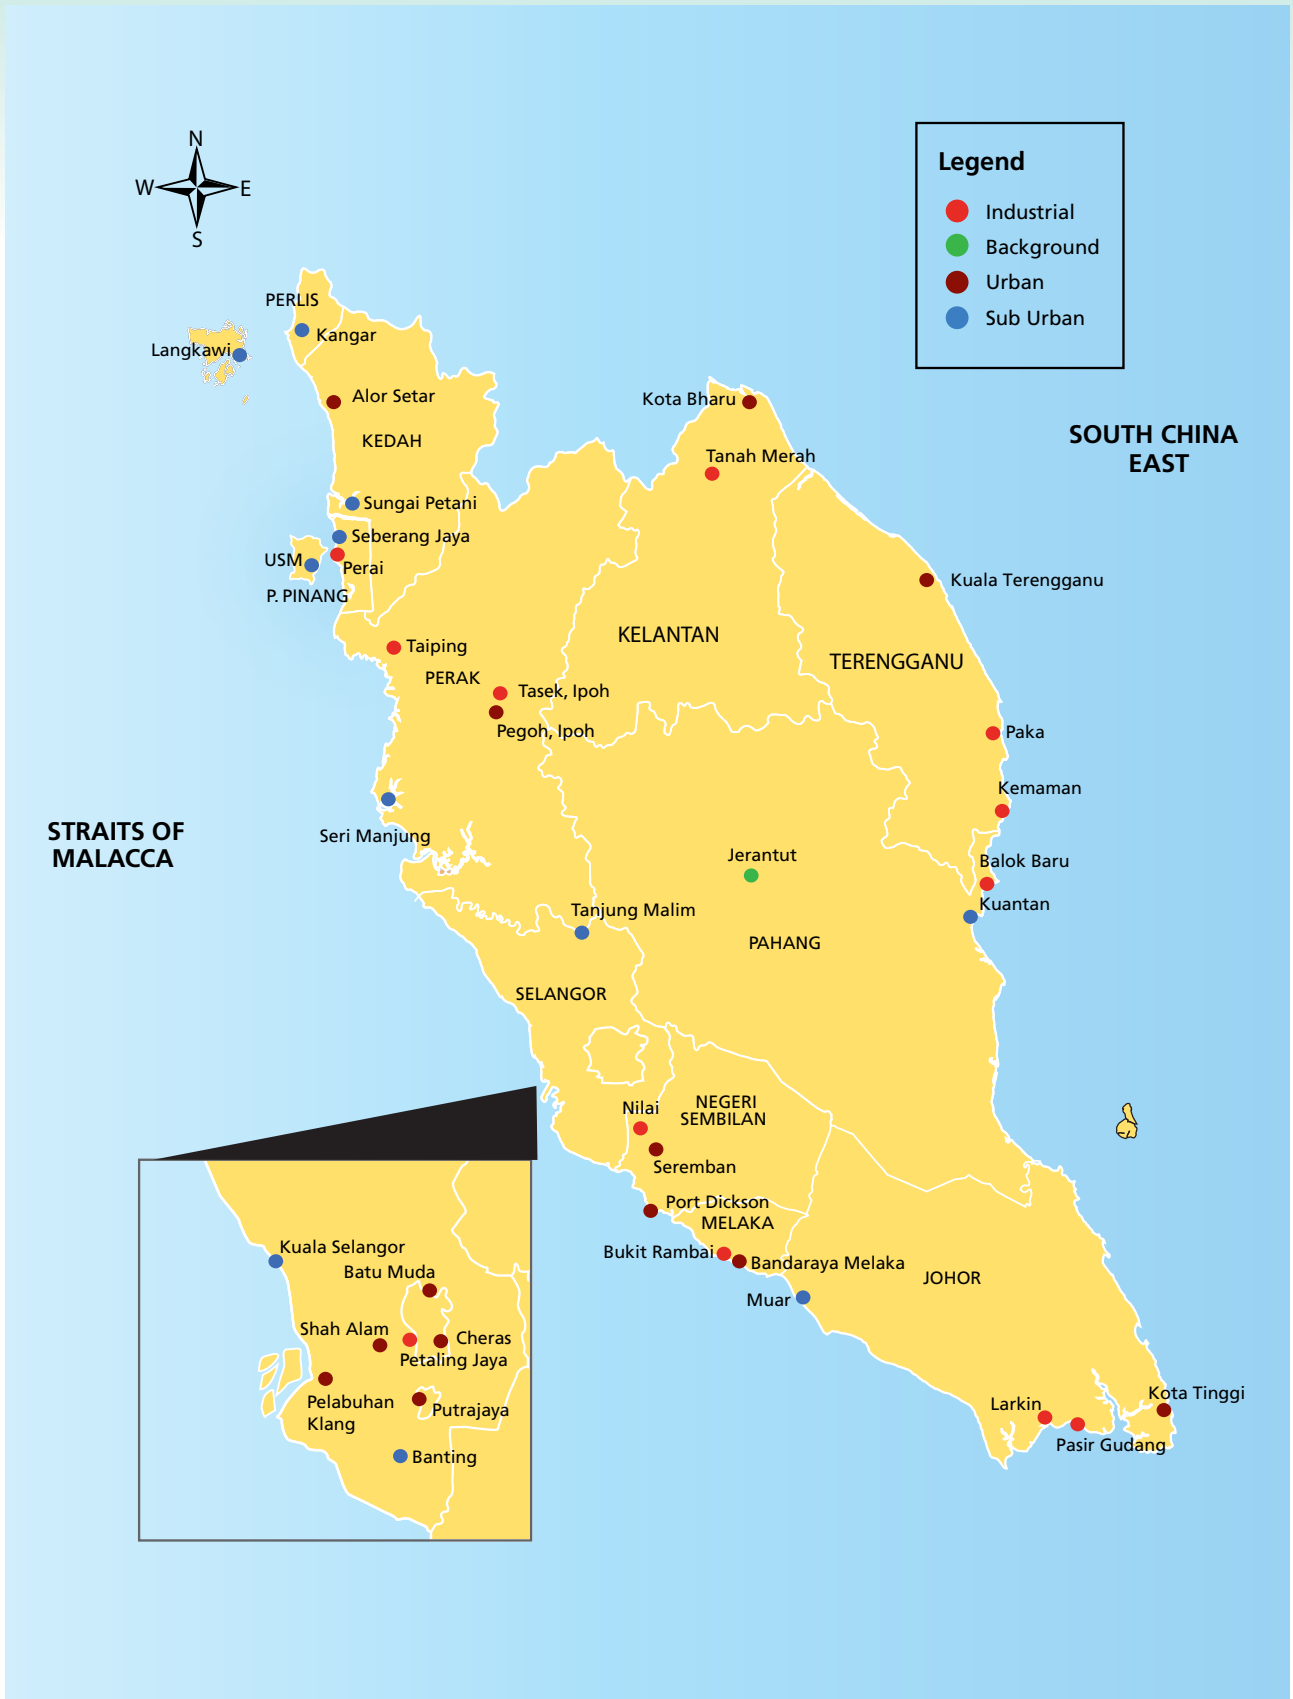 N
W E
S
Legend
Industrial
Background
Urban
Sub Urban
PERLIS
Kangar
Langkawi
Alor Setar
KEDAH
Kota Bharu
SOUTH CHINA
EAST
Tanah Merah
Sungai Petani
Seberang Jaya
USM
Perai
P. PINANG
Kuala Terengganu
KELANTAN
Taiping
TERENGGANU
PERAK
Tasek, Ipoh
Pegoh, Ipoh
Paka
Kemaman
STRAITS OF
MALACCA
Seri Manjung
Jerantut
Balok Baru
Kuantan
Tanjung Malim
PAHANG
SELANGOR
Nilai
NEGERI
SEMBILAN
Seremban
Port Dickson
MELAKA
Bukit Rambai
Bandaraya Melaka
JOHOR
Muar
Kuala Selangor
Batu Muda
Shah Alam
Cheras
Petaling Jaya
Pelabuhan
Klang
Putrajaya
Banting
Larkin
Kota Tinggi
Pasir Gudang